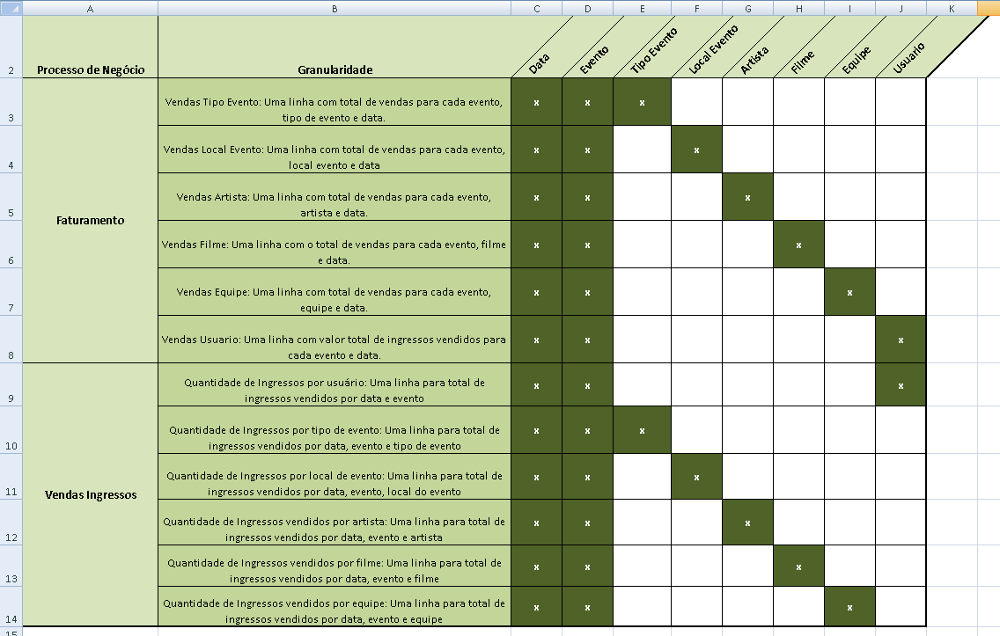 A B C D E F G H I J K
2 Processo de Negócio Granularidade Data Evento Tipo Evento Local Evento Artista Filme Equipe Usuario
Faturamento
3 Vendas Tipo Evento: Uma linha com total de vendas para cada evento, x x x
tipo de evento e data.
4 Vendas Local Evento: Uma linha com total de vendas para cada evento, x x x
local evento e data
5 Vendas Artista: Uma linha com total de vendas para cada evento, x x x
artista e data.
6 Vendas Filme: Uma linha com o total de vendas para cada evento, filme x x x
e data.
7 Vendas Equipe: Uma linha com total de vendas para cada evento, x x x
equipe e data.
8 Vendas Usuario: Uma linha com valor total de ingressos vendidos para x x x
cada evento e data.
Vendas Ingressos
9 Quantidade de Ingressos por usuário: Uma linha para total de x x x
ingressos vendidos por data e evento
10 Quantidade de Ingressos por tipo de evento: Uma linha para total de x x x
ingressos vendidos por data, evento e tipo de evento
11 Quantidade de Ingressos por local de evento: Uma linha para total de x x x
ingressos vendidos por data, evento, local do evento
12 Quantidade de Ingressos vendidos por artista: Uma linha para total de x x x
ingressos vendidos por data, evento e artista
13 Quantidade de Ingressos vendidos por filme: Uma linha para total de x x x
ingressos vendidos por data, evento e filme
14 Quantidade de Ingressos vendidos por equipe: Uma linha para total de x x x
ingressos vendidos por data, evento e equipe
15